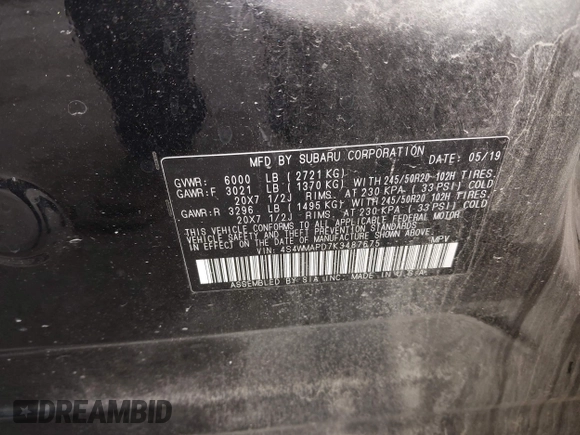 MFD BY SUBARU CORPORATION DATE: 05/19
GVWR: 6000 LB (2721 KG)
GAWR:F 3021 LB (1370 KG) WITH 245/50R20 102H TIRES.
20X7 1/2J RIMS. AT 230 KPA (33 PSI) COLD
GAWR:R 3296 LB (1495 KG) WITH 245/50R20 102H TIRES.
20X7 1/2J RIMS. AT 230 KPA (33 PSI) COLD
THIS VEHICLE CONFORMS TO ALL APPLICABLE FEDERAL MOTOR
VEHICLE SAFETY AND THEFT PREVENTION STANDARDS
IN EFFECT ON THE DATE OF MANUFACTURE SHOWN ABOVE.
VIN: 4S4WMAPD7K3487675 MPV
ASSEMBLED BY S.I.A., INC. MADE IN U.S.A.
DREAMBID